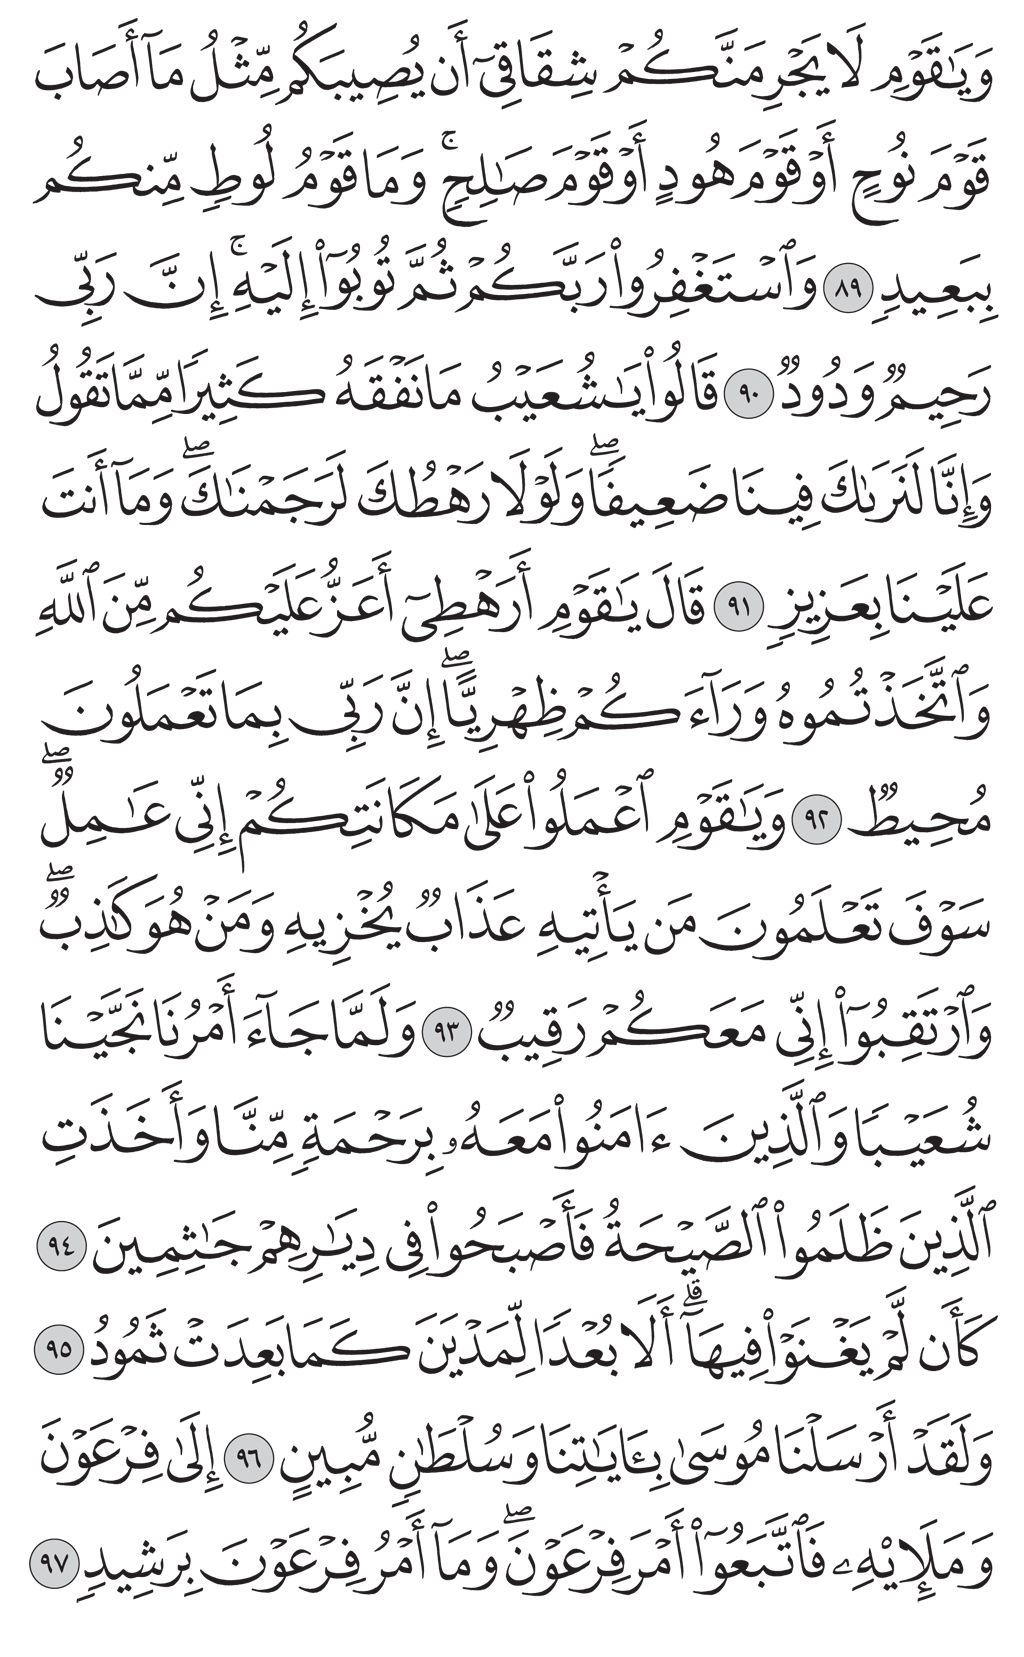 وَيَٰقَوۡمِ لَا يَجۡرِمَنَّكُمۡ شِقَاقِيٓ أَن يُصِيبَكُم مِّثۡلُ مَآ أَصَابَ
قَوۡمَ نُوحٍ أَوۡ قَوۡمَ هُودٍ أَوۡ قَوۡمَ صَٰلِحٖۚ وَمَا قَوۡمُ لُوطٖ مِّنكُم
بِبَعِيدٖ ٨٩ وَٱسۡتَغۡفِرُواْ رَبَّكُمۡ ثُمَّ تُوبُوٓاْ إِلَيۡهِۚ إِنَّ رَبِّي
رَحِيمٞ وَدُودٞ ٩٠ قَالُواْ يَٰشُعَيۡبُ مَا نَفۡقَهُ كَثِيرٗا مِّمَّا تَقُولُ
وَإِنَّا لَنَرَىٰكَ فِينَا ضَعِيفٗاۖ وَلَوۡلَا رَهۡطُكَ لَرَجَمۡنَٰكَۖ وَمَآ أَنتَ
عَلَيۡنَا بِعَزِيزٖ ٩١ قَالَ يَٰقَوۡمِ أَرَهۡطِيٓ أَعَزُّ عَلَيۡكُم مِّنَ ٱللَّهِ
وَٱتَّخَذۡتُمُوهُ وَرَآءَكُمۡ ظِهۡرِيًّاۖ إِنَّ رَبِّي بِمَا تَعۡمَلُونَ
مُحِيطٞ ٩٢ وَيَٰقَوۡمِ ٱعۡمَلُواْ عَلَىٰ مَكَانَتِكُمۡ إِنِّي عَٰمِلٞۖ
سَوۡفَ تَعۡلَمُونَ مَن يَأۡتِيهِ عَذَابٞ يُخۡزِيهِ وَمَنۡ هُوَ كَٰذِبٞۖ
وَٱرۡتَقِبُوٓاْ إِنِّي مَعَكُمۡ رَقِيبٞ ٩٣ وَلَمَّا جَآءَ أَمۡرُنَا نَجَّيۡنَا
شُعَيۡبٗا وَٱلَّذِينَ ءَامَنُواْ مَعَهُۥ بِرَحۡمَةٖ مِّنَّا وَأَخَذَتِ
ٱلَّذِينَ ظَلَمُواْ ٱلصَّيۡحَةُ فَأَصۡبَحُواْ فِي دِيَٰرِهِمۡ جَٰثِمِينَ ٩٤
كَأَن لَّمۡ يَغۡنَوۡاْ فِيهَآۗ أَلَا بُعۡدٗا لِّمَدۡيَنَ كَمَا بَعِدَتۡ ثَمُودُ ٩٥
وَلَقَدۡ أَرۡسَلۡنَا مُوسَىٰ بِـَٔايَٰتِنَا وَسُلۡطَٰنٖ مُّبِينٍ ٩٦ إِلَىٰ فِرۡعَوۡنَ
وَمَلَإِيْهِۦ فَٱتَّبَعُوٓاْ أَمۡرَ فِرۡعَوۡنَۖ وَمَآ أَمۡرُ فِرۡعَوۡنَ بِرَشِيدٖ ٩٧